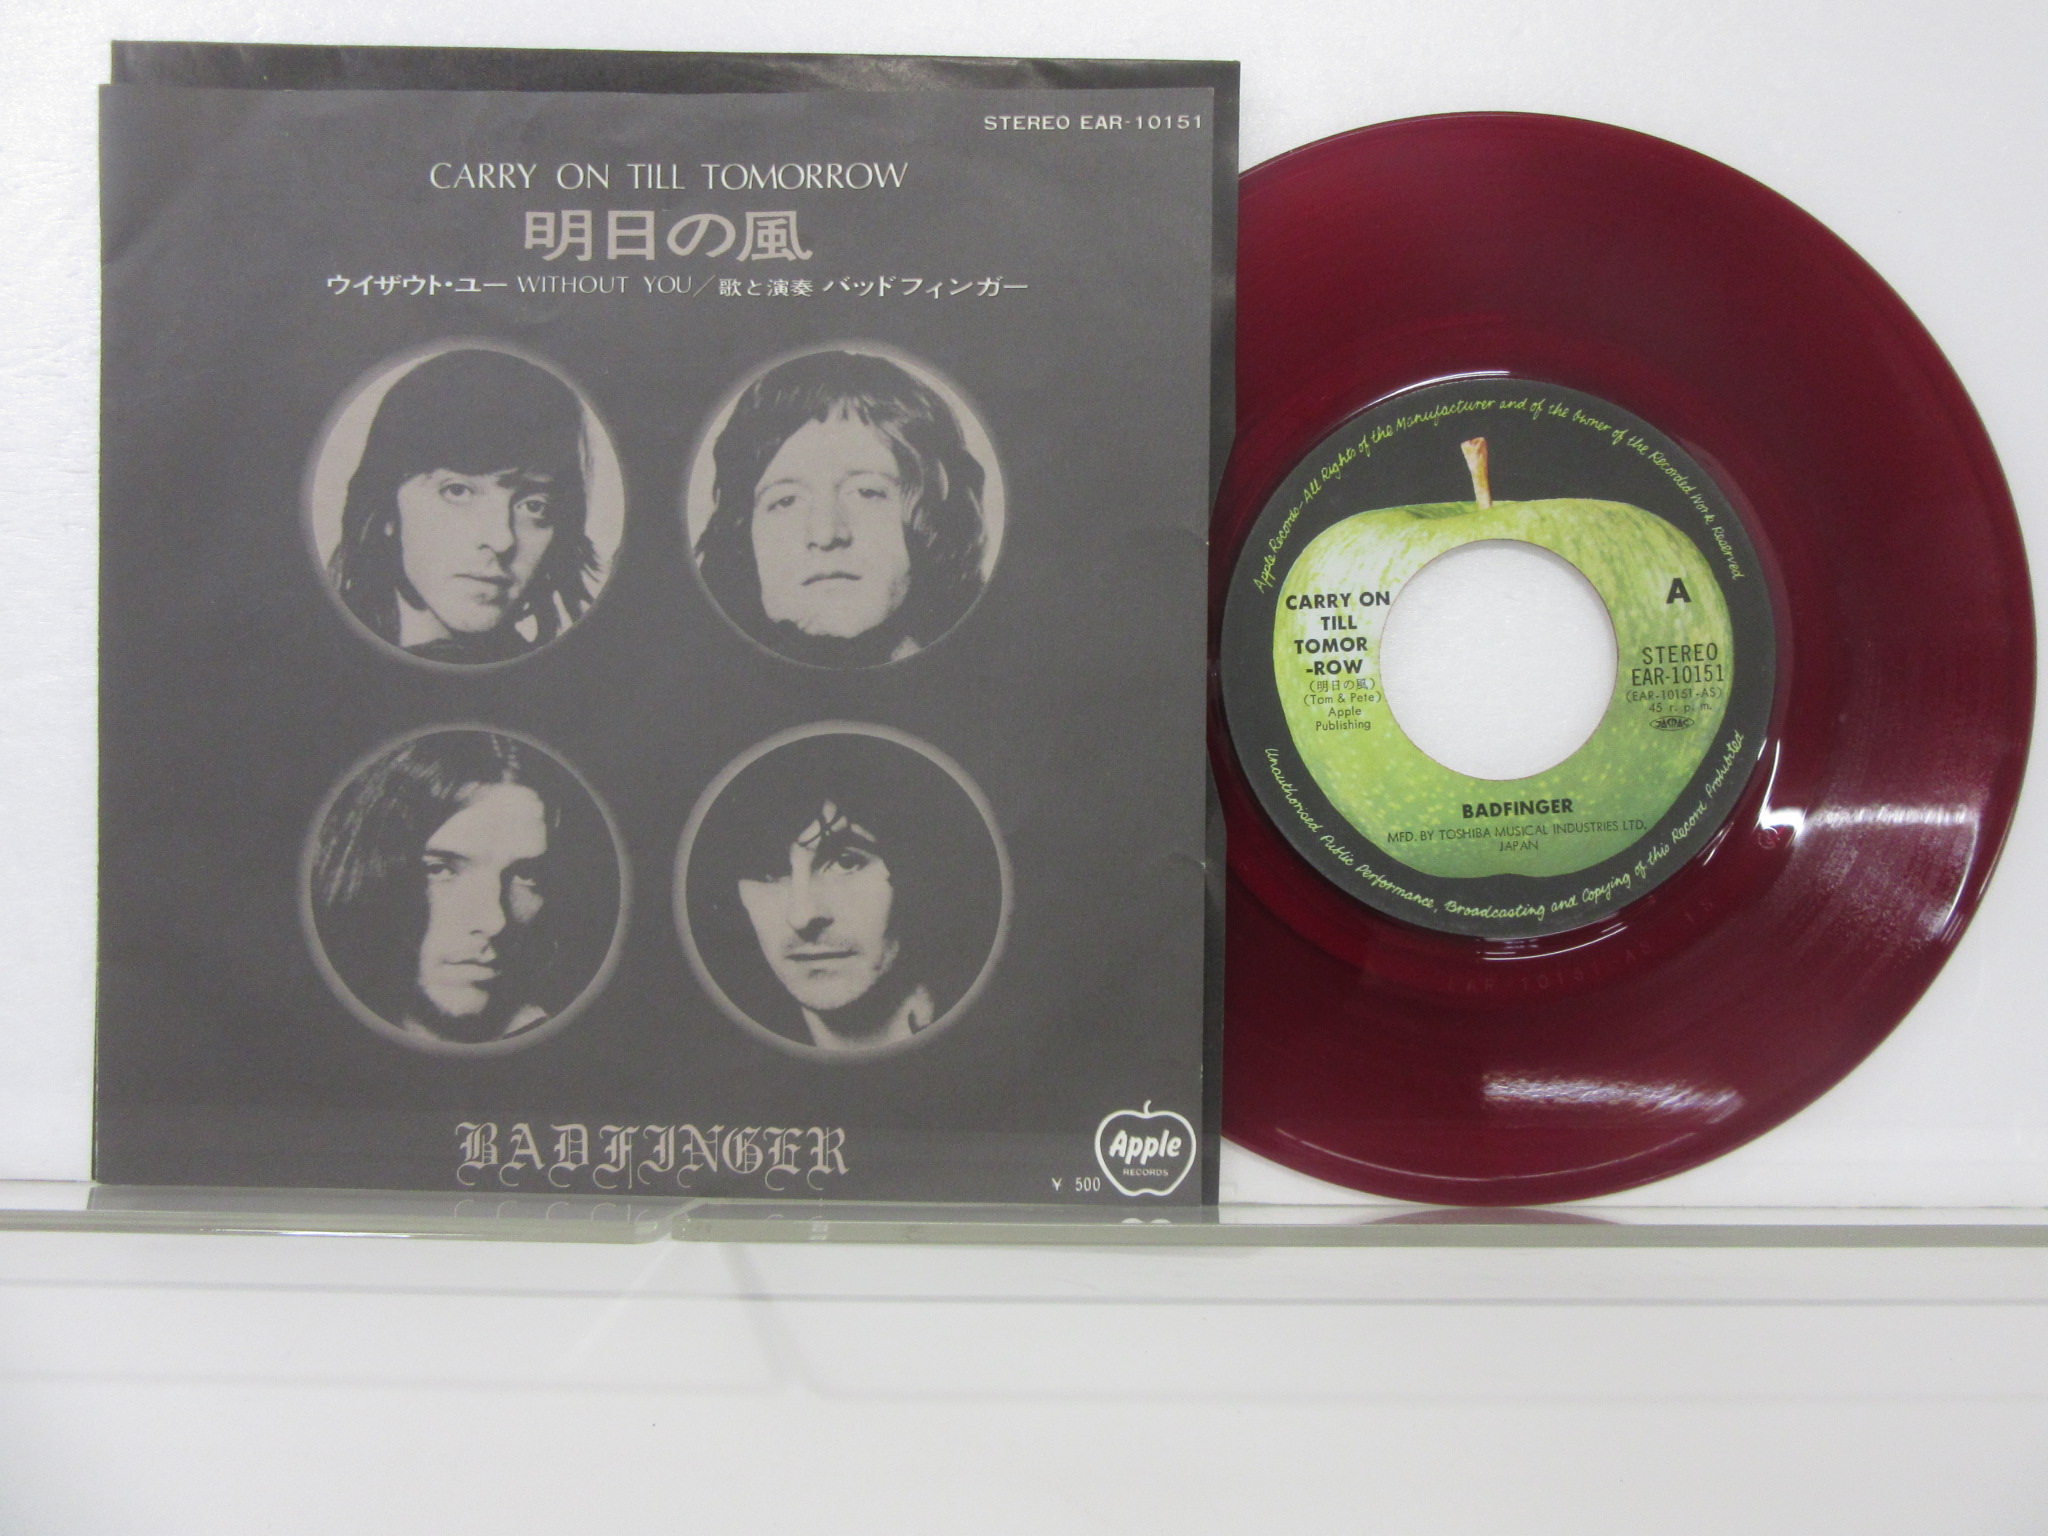 STEREO EAR-10151
CARRY ON TILL TOMORROW
明日の風
ウイザウト・ユー WITHOUT YOU／歌と演奏 バッドフィンガー
BADFINGER
¥ 500
Apple
RECORDS
Apple Records-All Rights of the Manufacturer and of the Owner of the Recorded Work Reserved
CARRY ON
TILL
TOMOR
-ROW
(明日の風)
(Tom & Pete)
Apple
Publishing
A
STEREO
EAR-10151
(EAR-10151-AS)
45 r. p. m.
JASRAC
BADFINGER
MFD. BY TOSHIBA MUSICAL INDUSTRIES LTD.
JAPAN
Unauthorised Public Performance, Broadcasting and Copying of this Record Prohibited
EAR-10151-AS